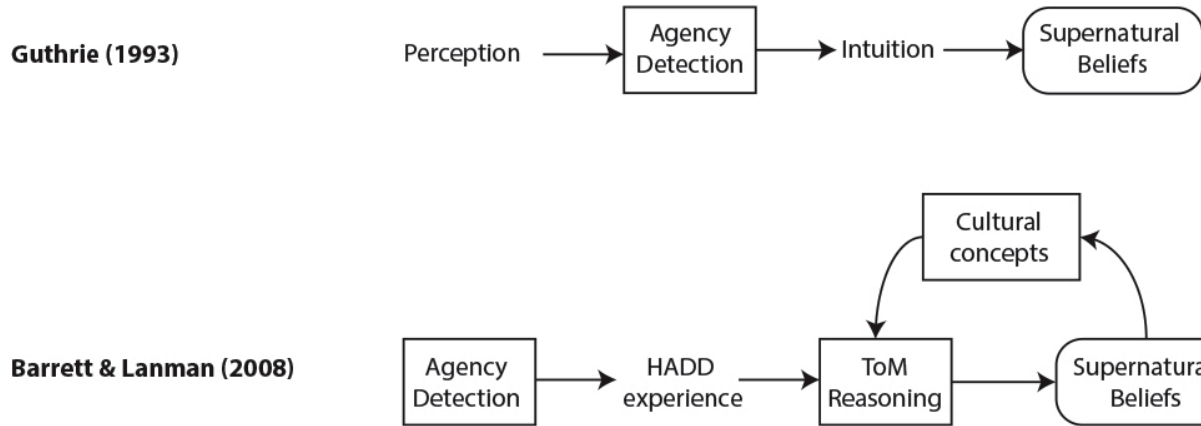 Guthrie (1993)
Perception
Agency
Detection
Intuition
Supernatural
Beliefs
Cultural
concepts
Barrett & Lanman (2008)
Agency
Detection
HADD
experience
ToM
Reasoning
Supernatura
Beliefs